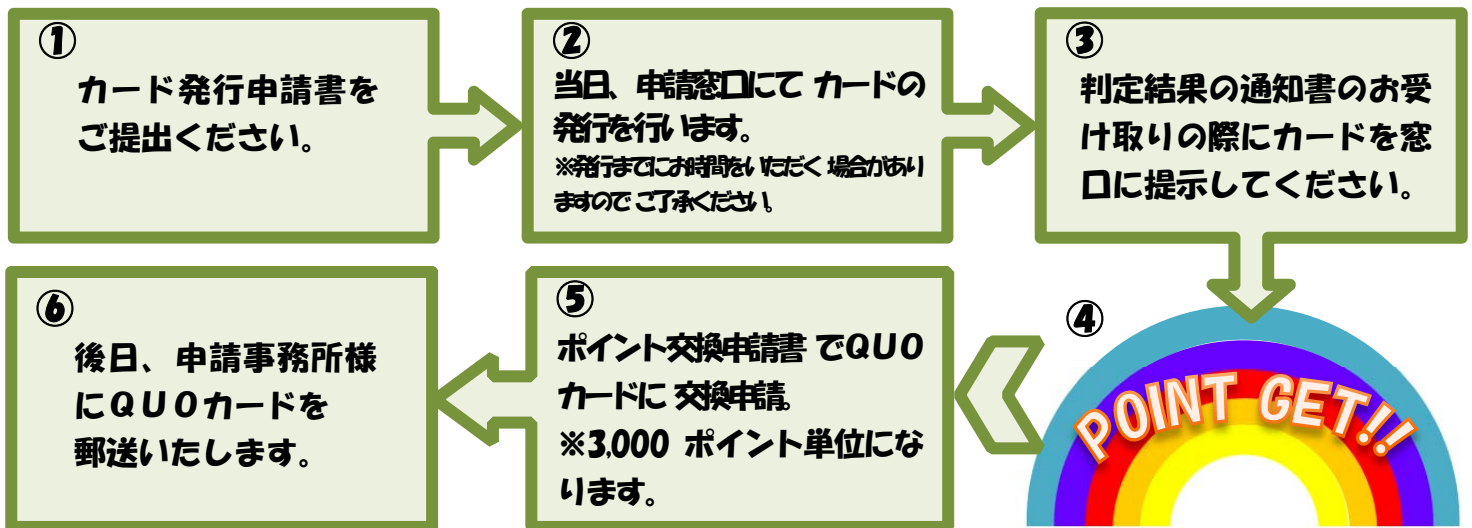 ①
カード発行申請書を
ご提出ください。
②
当日、申請窓口にて カードの
発行を行います。
※発行までにお時間をいただく 場合があり
ますので ご了承ください。
③
判定結果の通知書のお受
け取りの際にカードを窓
口に提示してください。
④
POINT GET!!
⑤
ポイント交換申請書 でQUO
カードに 交換申請。
※3,000 ポイント単位にな
ります。
⑥
後日、申請事務所様
にQUOカードを
郵送いたします。